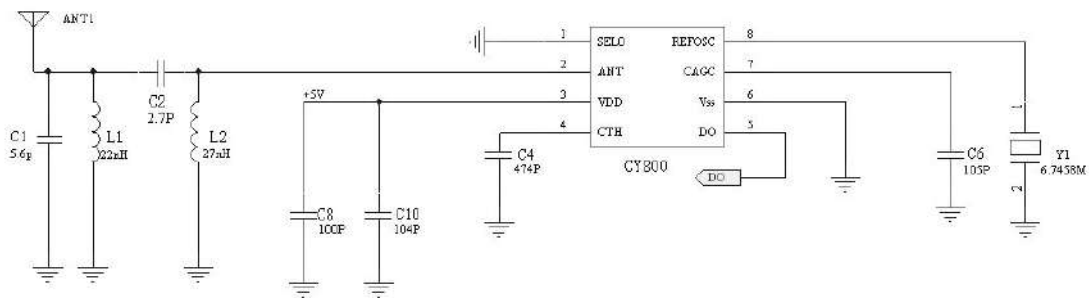 ANT1
1 SEL0 REFOSC 8
2 ANT CAGC 7
3 VDD Vss 6
4 CTH DO 5
CY800
DO
+5V
C1
5.6p
L1
22nH
C2
2.7P
L2
27nH
C8
100P
C10
104P
C4
474P
C6
105P
1
Y1
6.7458M
2